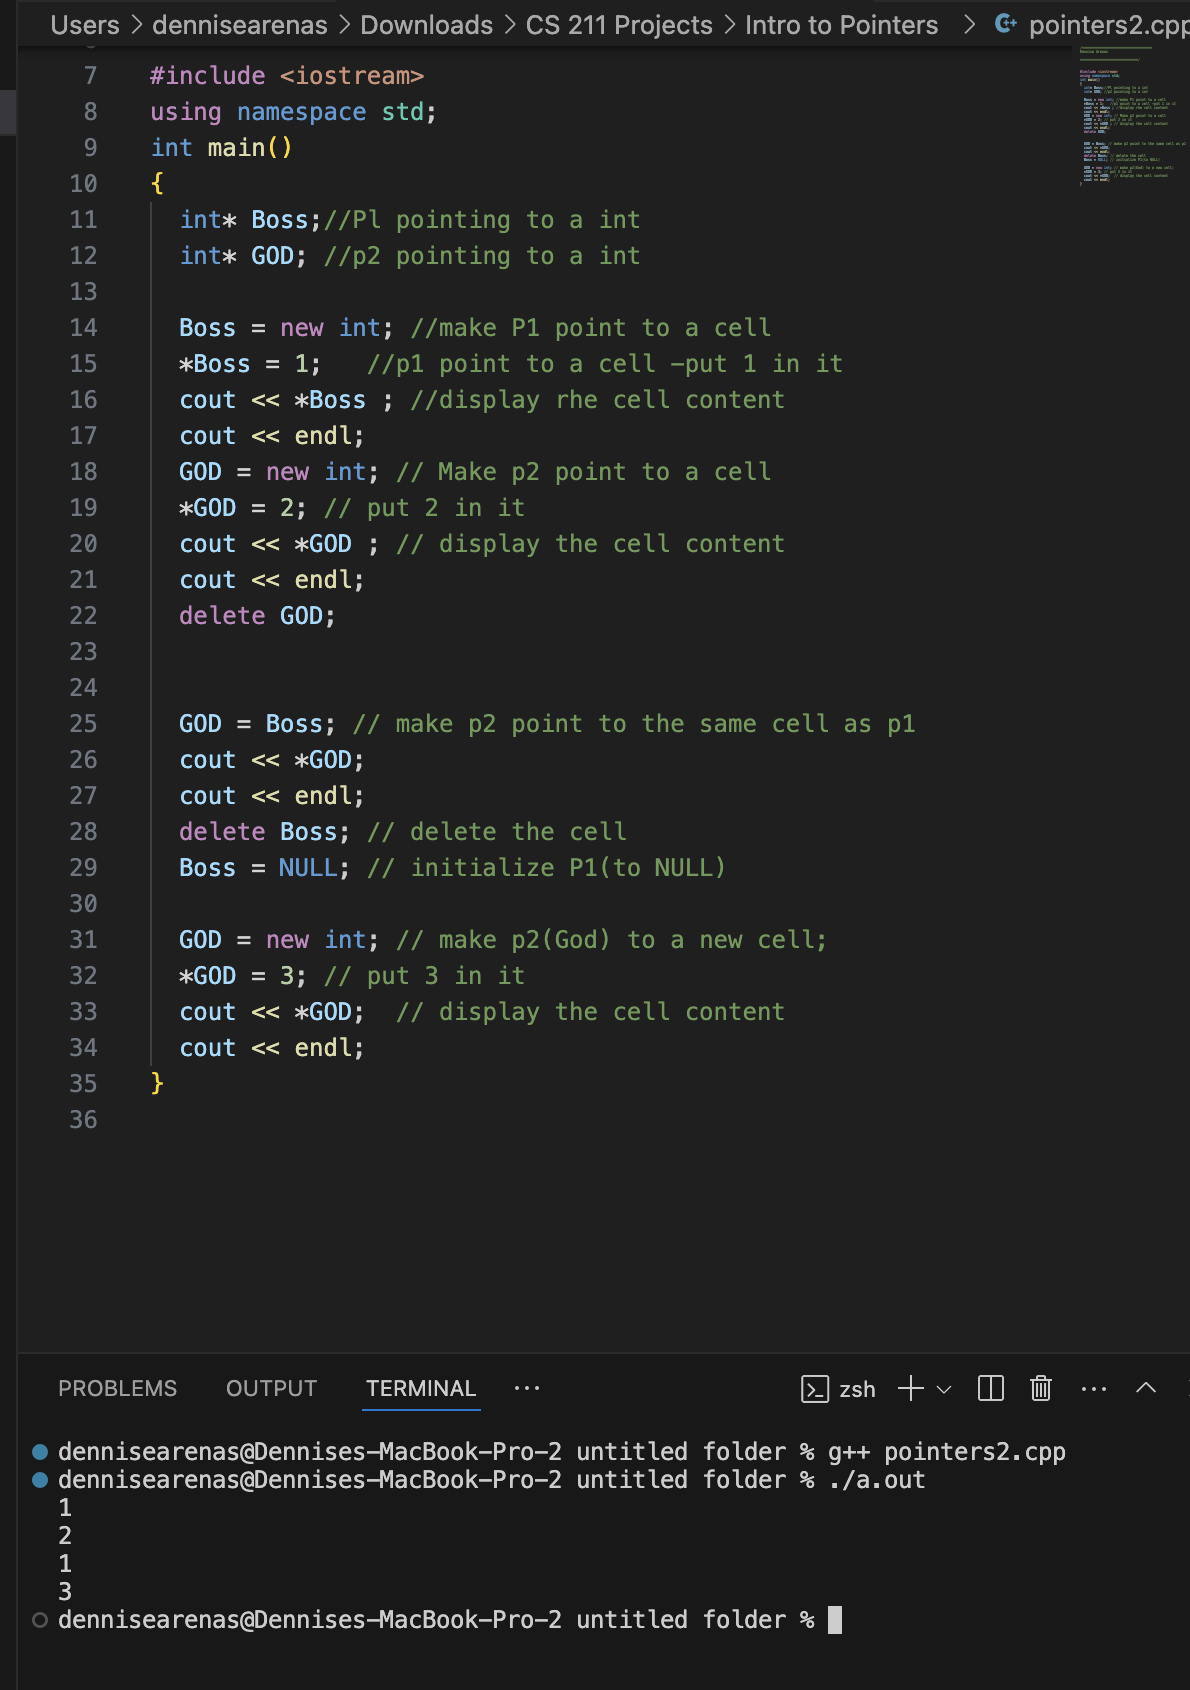 Users > dennisearenas > Downloads > CS 211 Projects > Intro to Pointers > pointers2.cpp
7 #include <iostream>
8 using namespace std;
9 int main()
10 {
11 int* Boss;//Pl pointing to a int
12 int* GOD; //p2 pointing to a int
13
14 Boss = new int; //make P1 point to a cell
15 *Boss = 1; //p1 point to a cell -put 1 in it
16 cout << *Boss ; //display rhe cell content
17 cout << endl;
18 GOD = new int; // Make p2 point to a cell
19 *GOD = 2; // put 2 in it
20 cout << *GOD ; // display the cell content
21 cout << endl;
22 delete GOD;
23
24
25 GOD = Boss; // make p2 point to the same cell as p1
26 cout << *GOD;
27 cout << endl;
28 delete Boss; // delete the cell
29 Boss = NULL; // initialize P1(to NULL)
30
31 GOD = new int; // make p2(God) to a new cell;
32 *GOD = 3; // put 3 in it
33 cout << *GOD; // display the cell content
34 cout << endl;
35 }
36
PROBLEMS OUTPUT TERMINAL ··· zsh
dennisearenas@Dennises-MacBook-Pro-2 untitled folder % g++ pointers2.cpp
dennisearenas@Dennises-MacBook-Pro-2 untitled folder % ./a.out
1
2
1
3
dennisearenas@Dennises-MacBook-Pro-2 untitled folder %